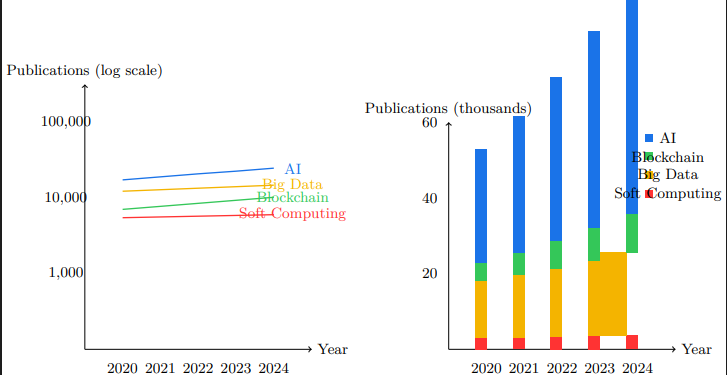 Publications (log scale)
100,000
10,000
1,000
AI
Big Data
Blockchain
Soft Computing
Year
2020 2021 2022 2023 2024
Publications (thousands)
60
40
20
AI
Blockchain
Big Data
Soft Computing
Year
2020 2021 2022 2023 2024